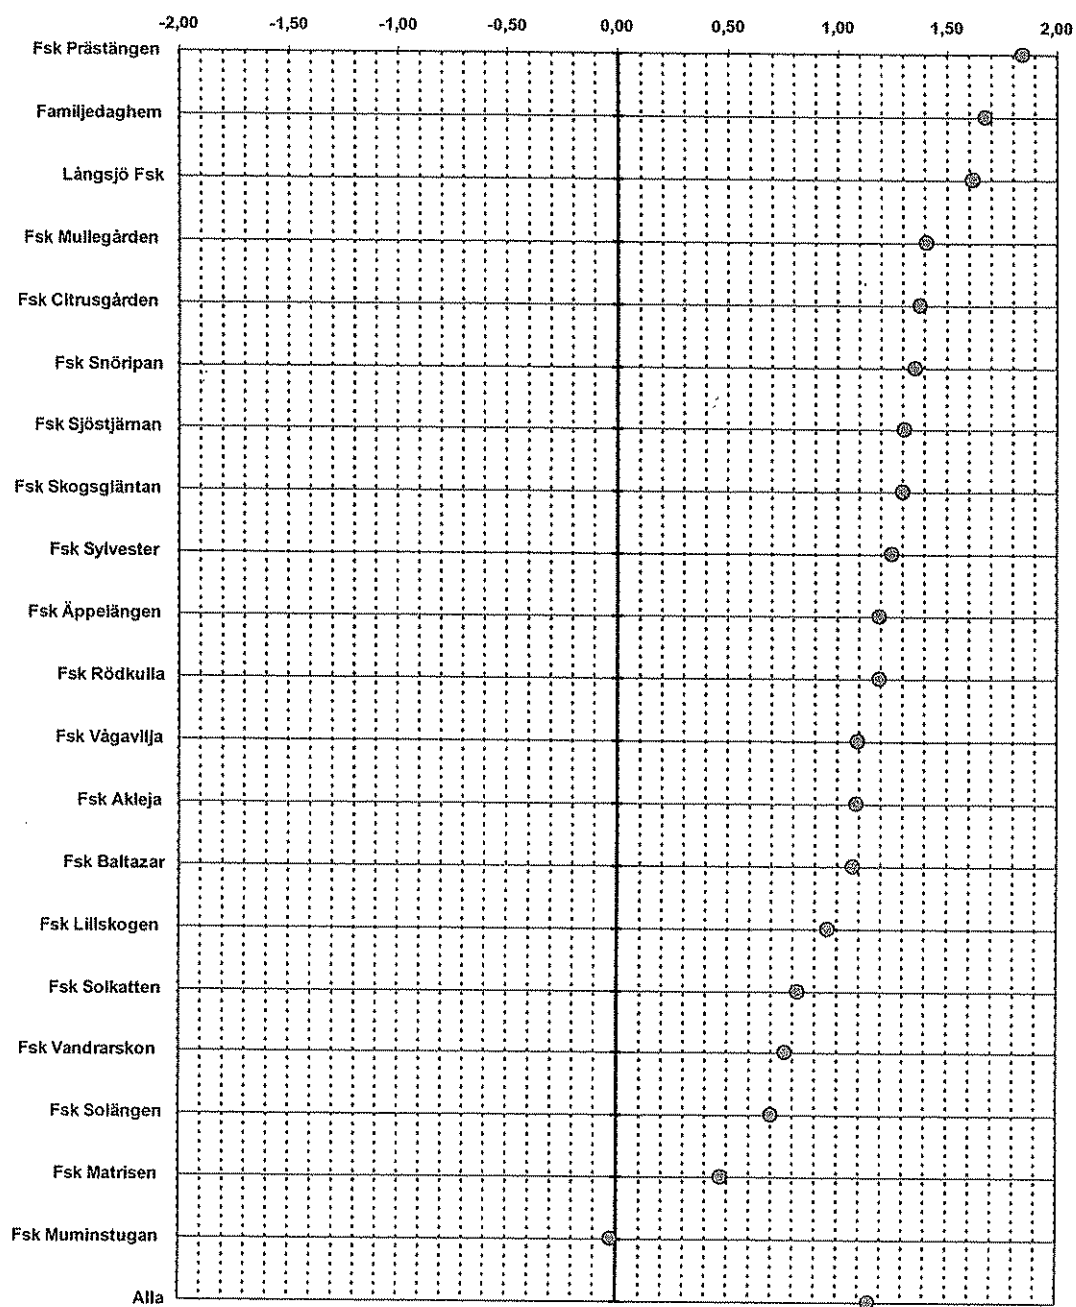 -2,00 -1,50 -1,00 -0,50 0,00 0,50 1,00 1,50 2,00
Fsk Prästängen
Familjedaghem
Långsjö Fsk
Fsk Mullegården
Fsk Citrusgården
Fsk Snöripan
Fsk Sjöstjärnan
Fsk Skogsgläntan
Fsk Sylvester
Fsk Äppelängen
Fsk Rödkulla
Fsk Vågavilja
Fsk Akleja
Fsk Baltazar
Fsk Lillskogen
Fsk Solkatten
Fsk Vandrarskon
Fsk Solängen
Fsk Matrisen
Fsk Muminstugan
Alla